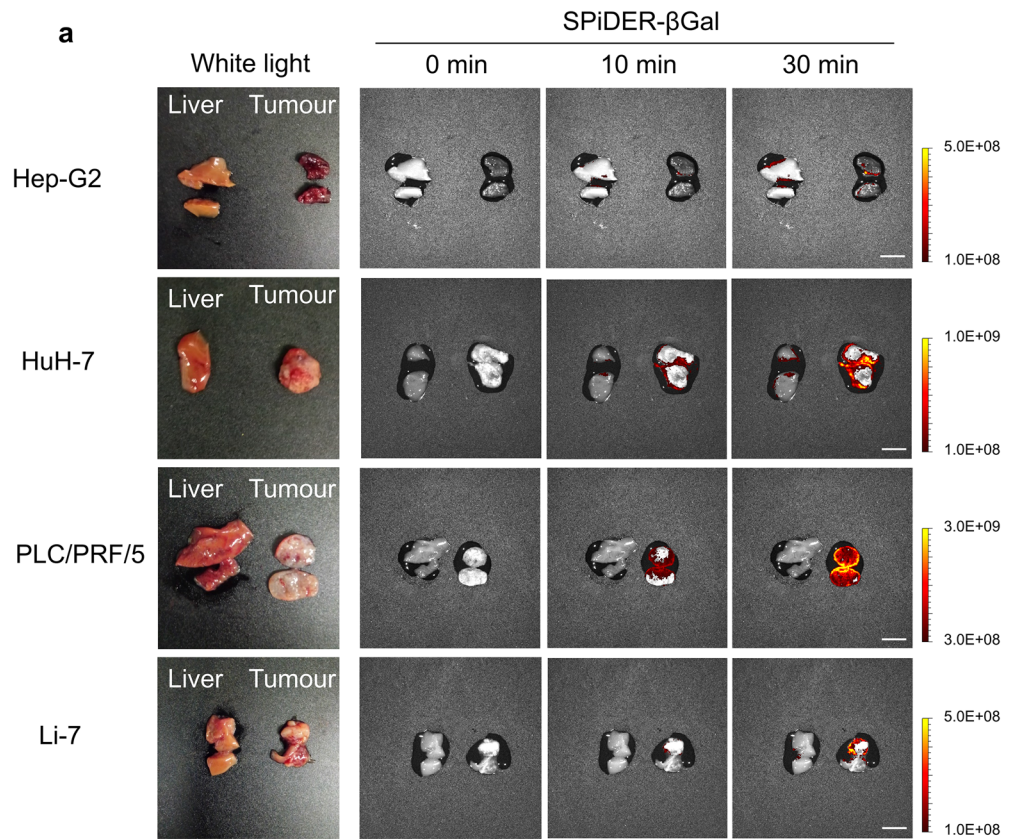 a
SPiDER-βGal
White light 0 min 10 min 30 min
Hep-G2
Liver Tumour
5.0E+08
1.0E+08
HuH-7
Liver Tumour
1.0E+09
1.0E+08
PLC/PRF/5
Liver Tumour
3.0E+09
3.0E+08
Li-7
Liver Tumour
5.0E+08
1.0E+08